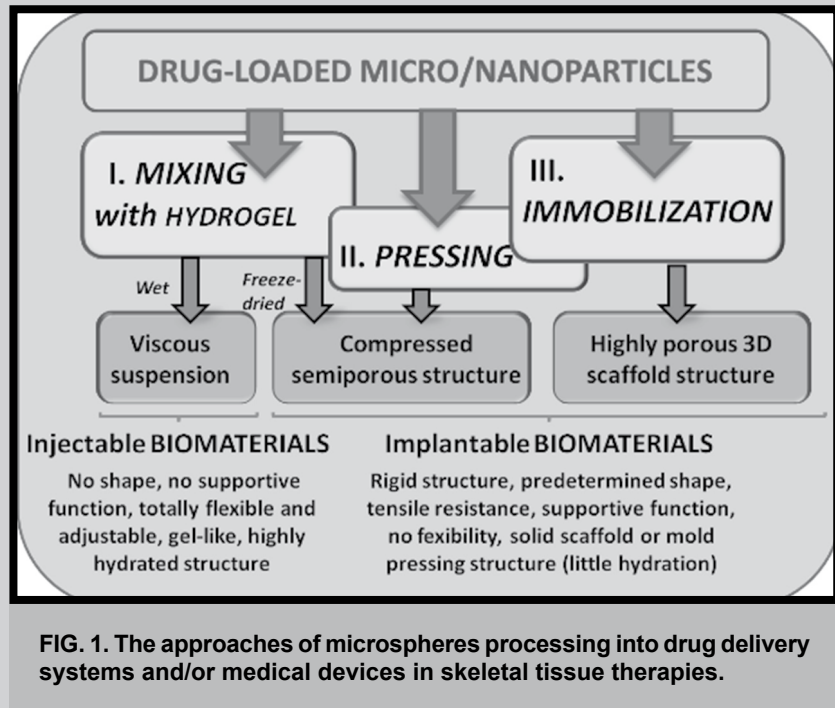 DRUG-LOADED MICRO/NANOPARTICLES
I. MIXING
with HYDROGEL
II. PRESSING
III.
IMMOBILIZATION
Wet
Freeze-
dried
Viscous
suspension
Compressed
semiporous structure
Highly porous 3D
scaffold structure
Injectable BIOMATERIALS
No shape, no supportive
function, totally flexible and
adjustable, gel-like, highly
hydrated structure
Implantable BIOMATERIALS
Rigid structure, predetermined shape,
tensile resistance, supportive function,
no fexibility, solid scaffold or mold
pressing structure (little hydration)
FIG. 1. The approaches of microspheres processing into drug delivery
systems and/or medical devices in skeletal tissue therapies.